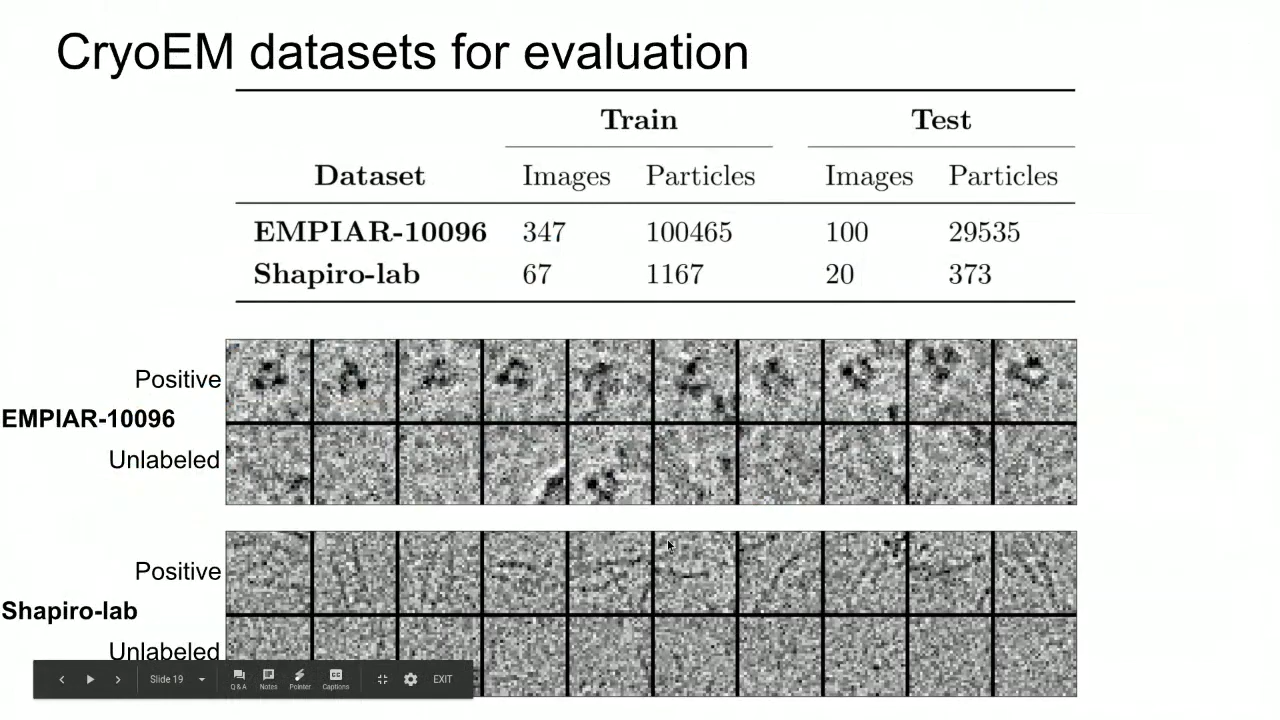 CryoEM datasets for evaluation
Train Test
Dataset Images Particles Images Particles
EMPIAR-10096 347 100465 100 29535
Shapiro-lab 67 1167 20 373
Positive
EMPIAR-10096
Unlabeled
Positive
Shapiro-lab
Unlabeled
Slide 19 Q&A Notes Pointer CC Captions EXIT